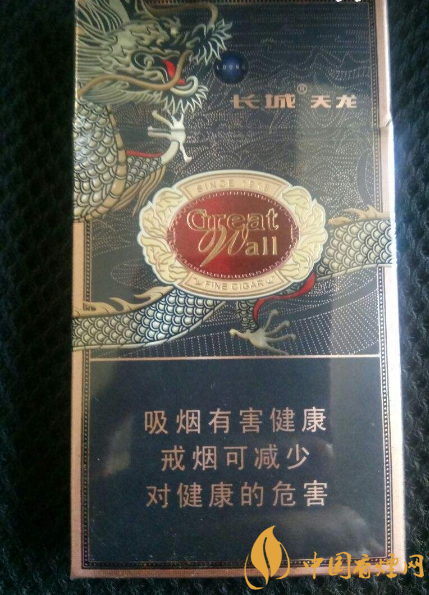 长城® 天龙
SINCE 1918
Great
Wall
FINE CIGAR
吸烟有害健康
戒烟可减少
对健康的危害
中国香烟网